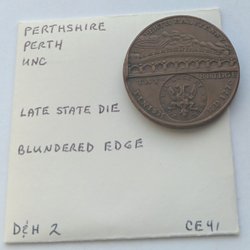 PERTHSHIRE
PERTH
UNC
LATE STATE DIE
BLUNDERED EDGE
D&H 2
CE41